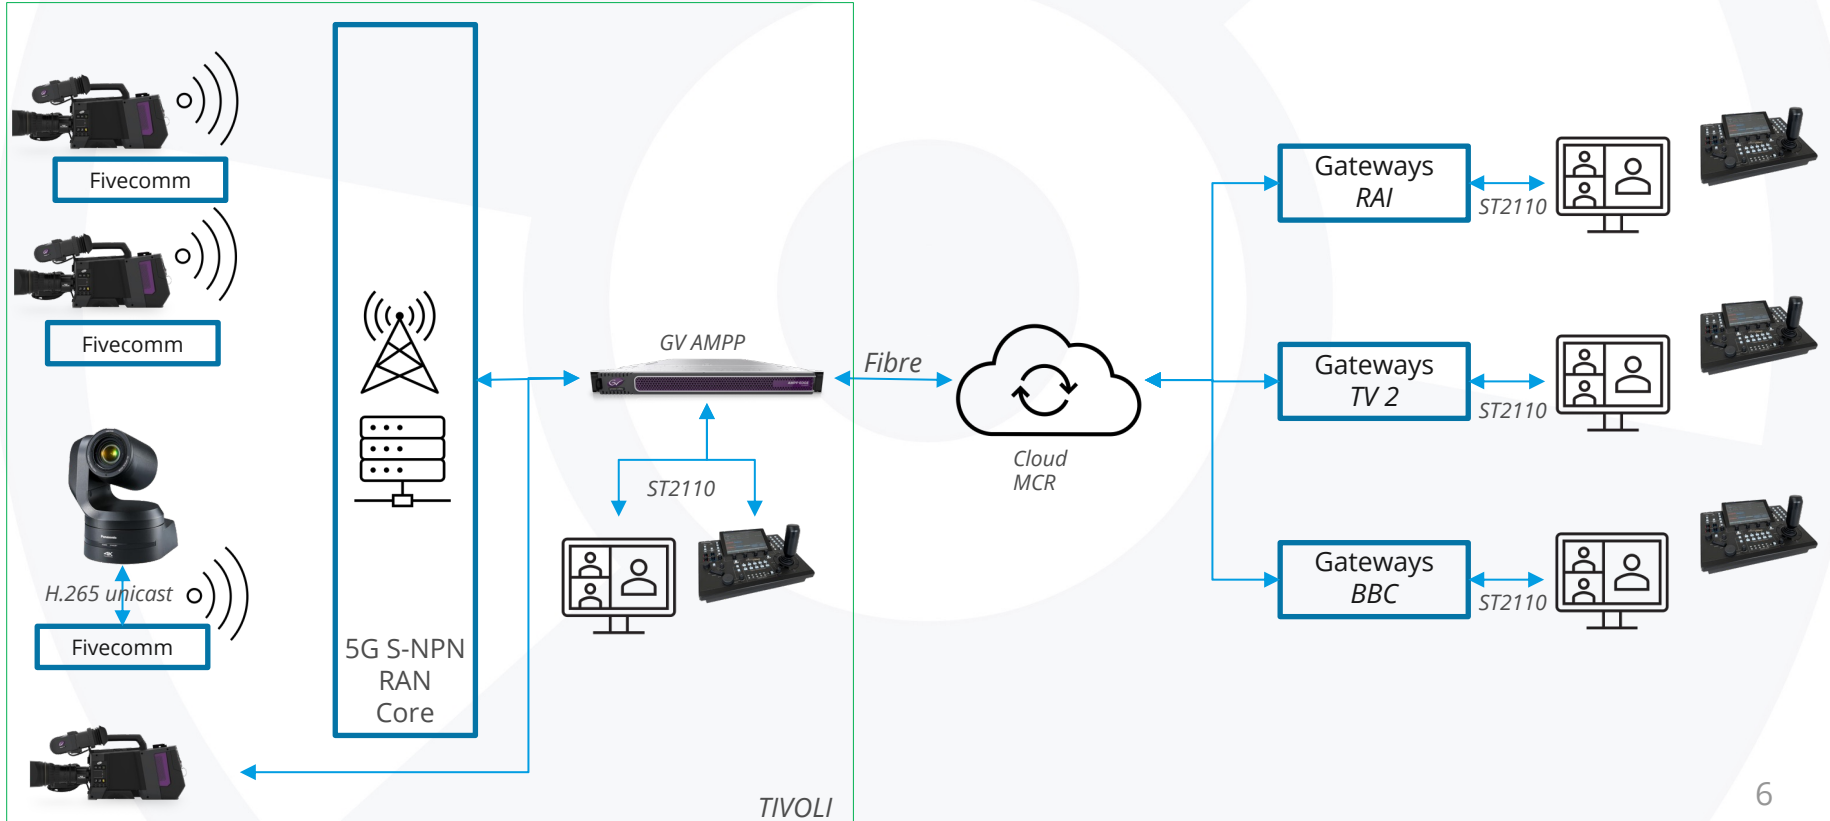 Fivecomm
Fivecomm
H.265 unicast
Fivecomm
5G S-NPN
RAN
Core
GV AMPP
ST2110
TIVOLI
Fibre
Cloud
MCR
Gateways
RAI
ST2110
Gateways
TV 2
ST2110
Gateways
BBC
ST2110
6